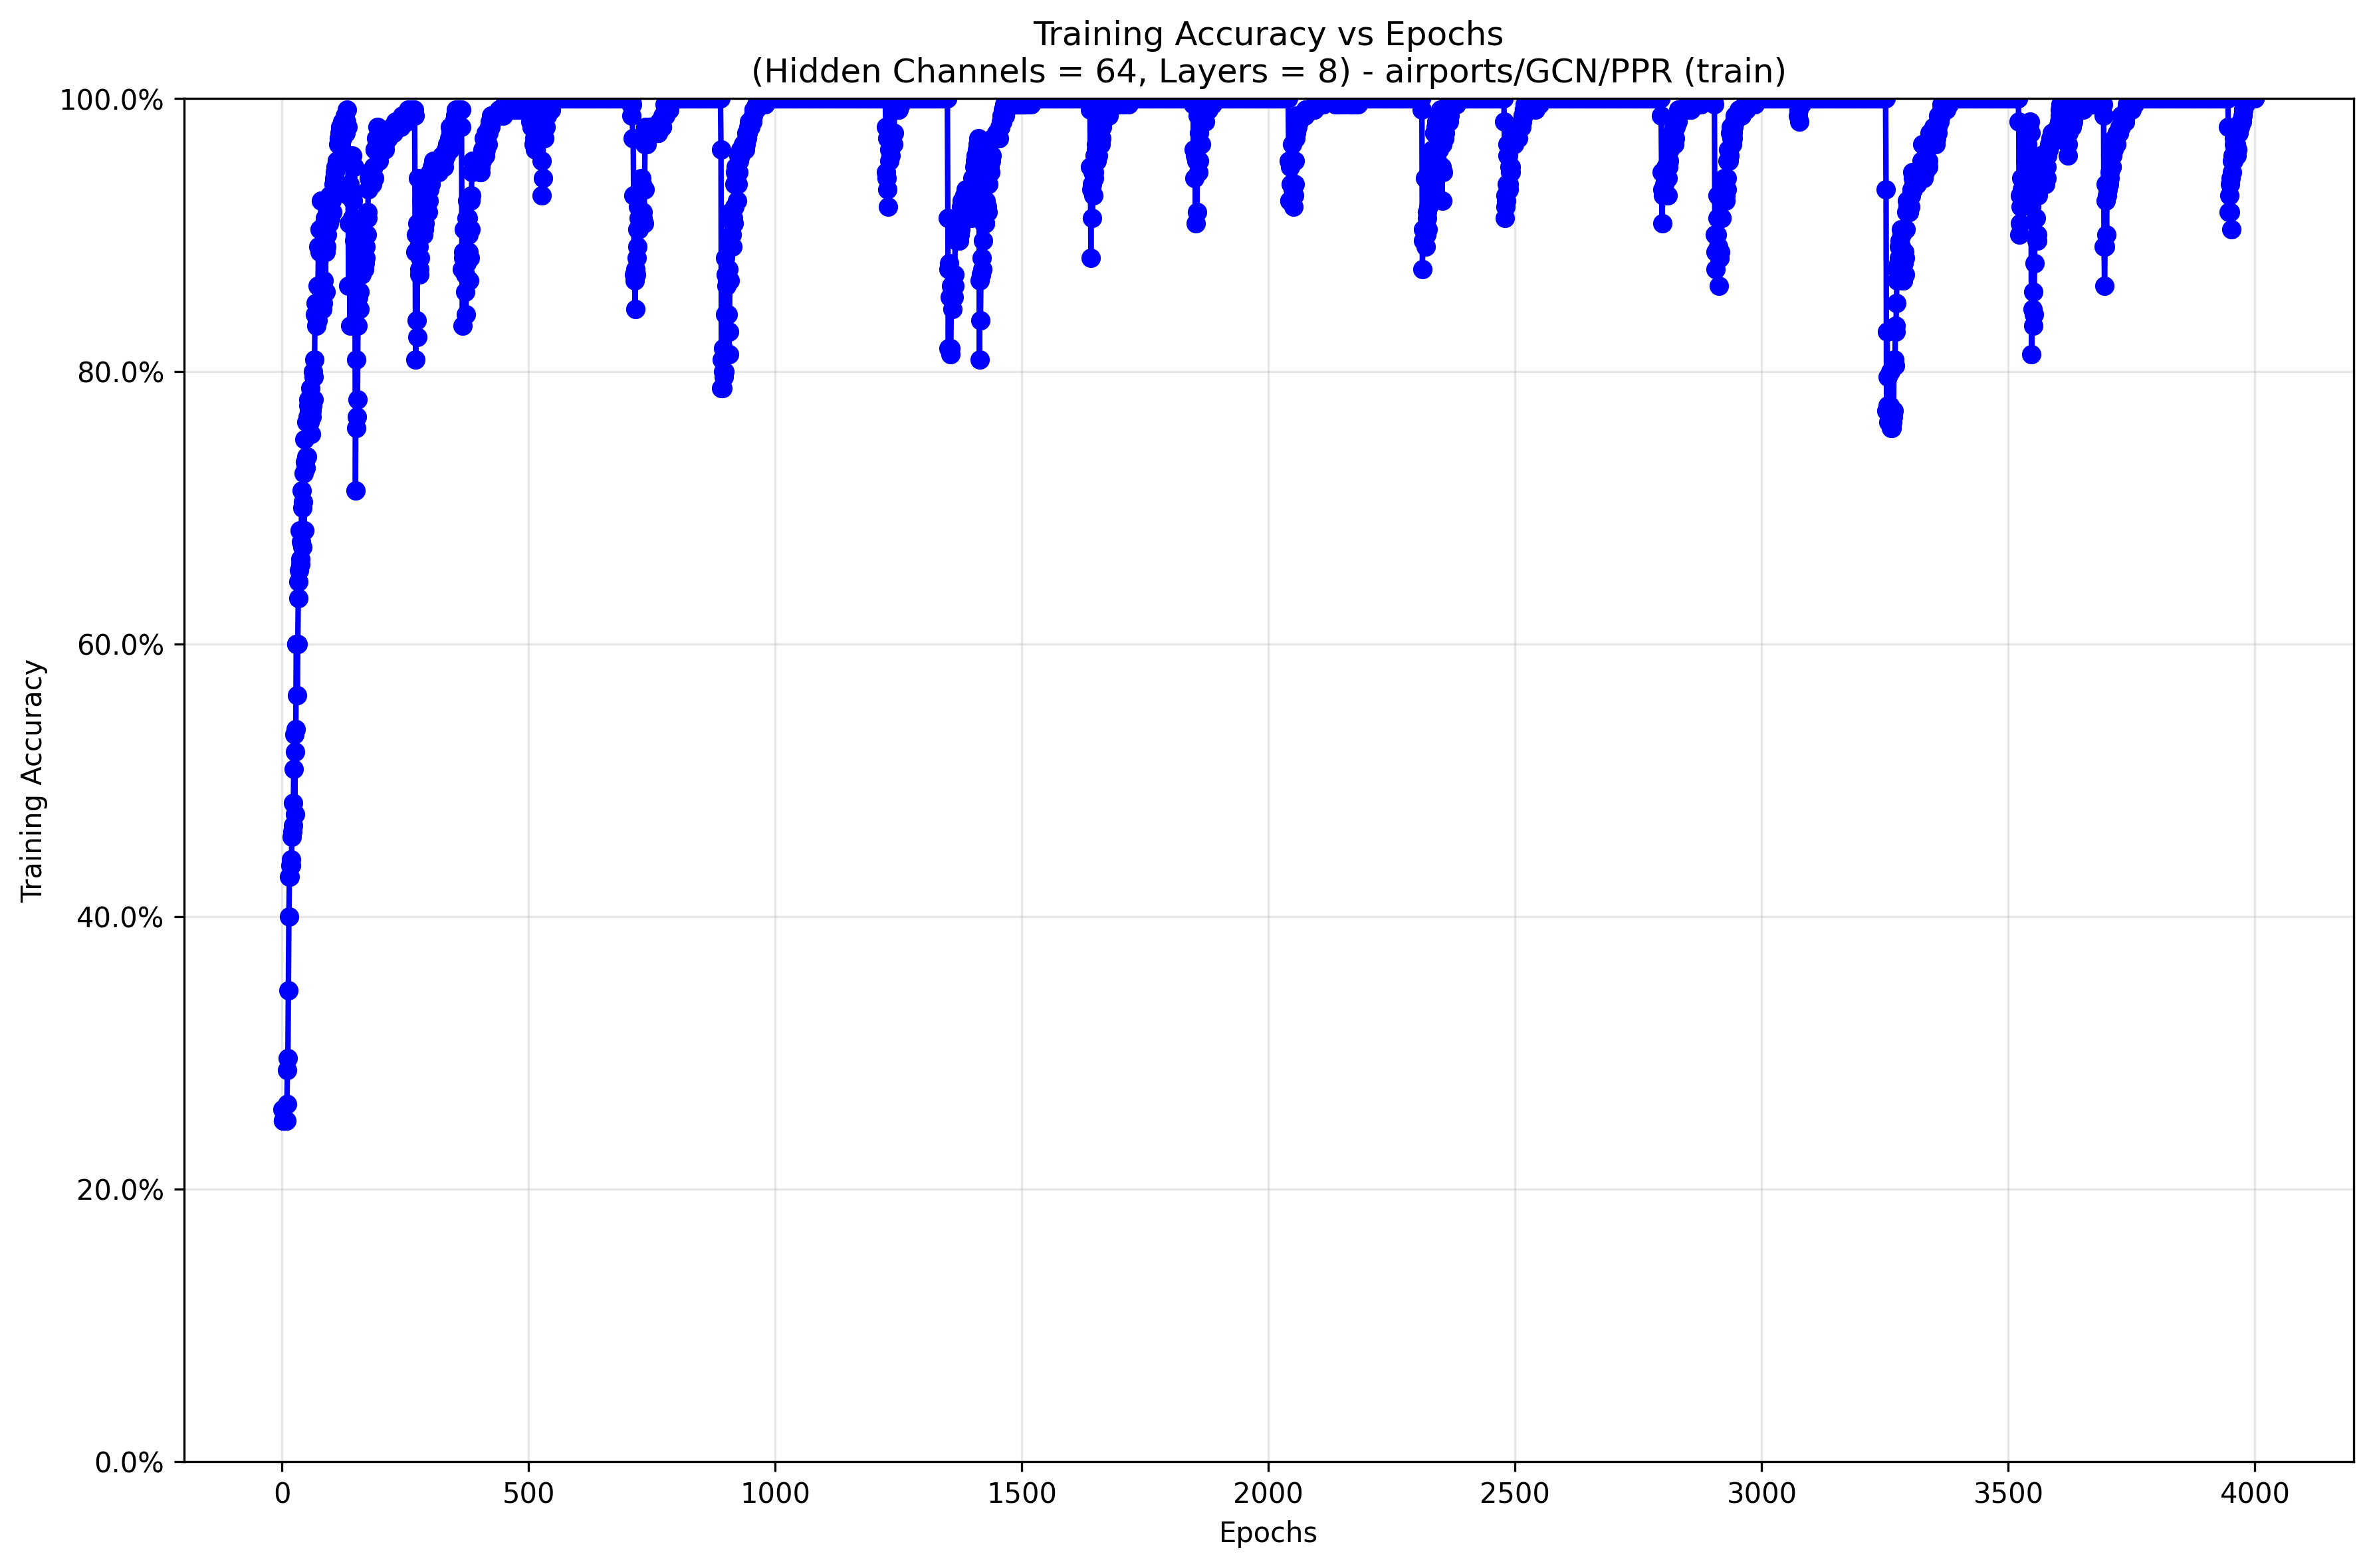 Training Accuracy vs Epochs
(Hidden Channels = 64, Layers = 8) - airports/GCN/PPR (train)
100.0%
80.0%
60.0%
40.0%
20.0%
0.0%
Training Accuracy
0 500 1000 1500 2000 2500 3000 3500 4000
Epochs